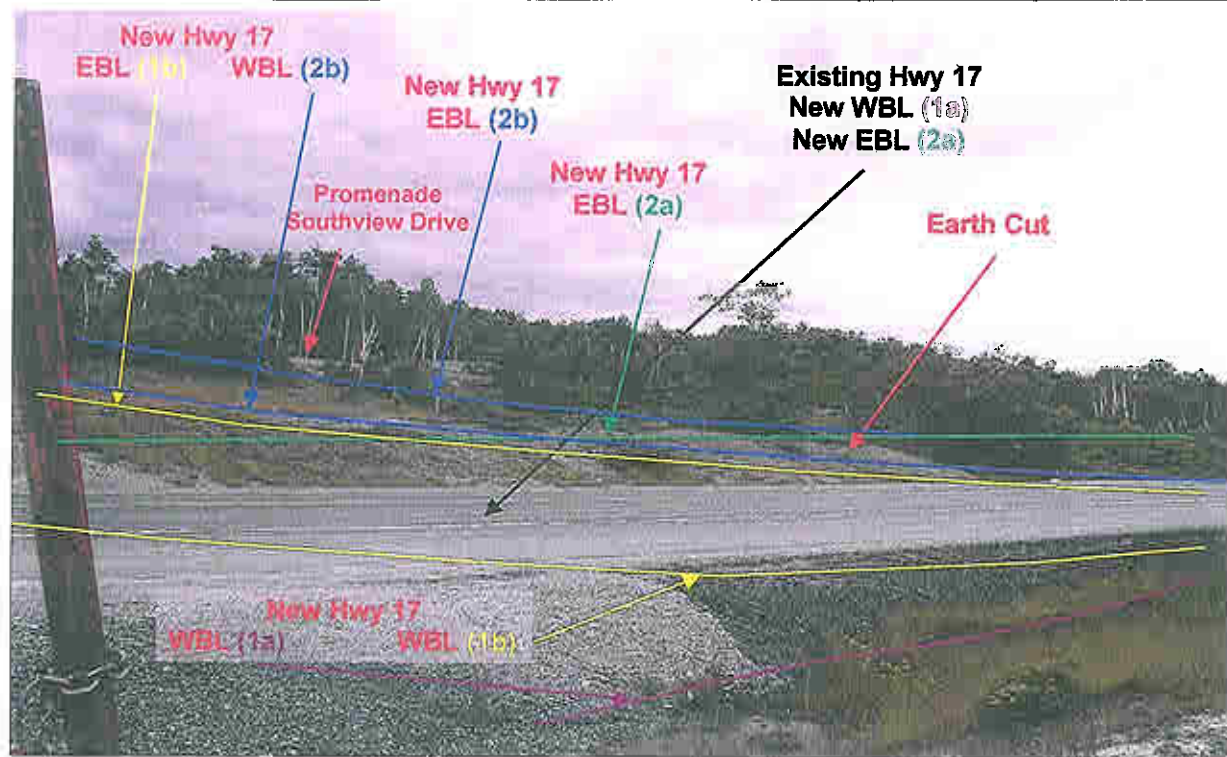 New Hwy 17
EBL (1b) WBL (2b)
New Hwy 17
EBL (2b)
Existing Hwy 17
New WBL (1a)
New EBL (2a)
Promenade
Southview Drive
New Hwy 17
EBL (2a)
Earth Cut
New Hwy 17
WBL (1a) WBL (1b)